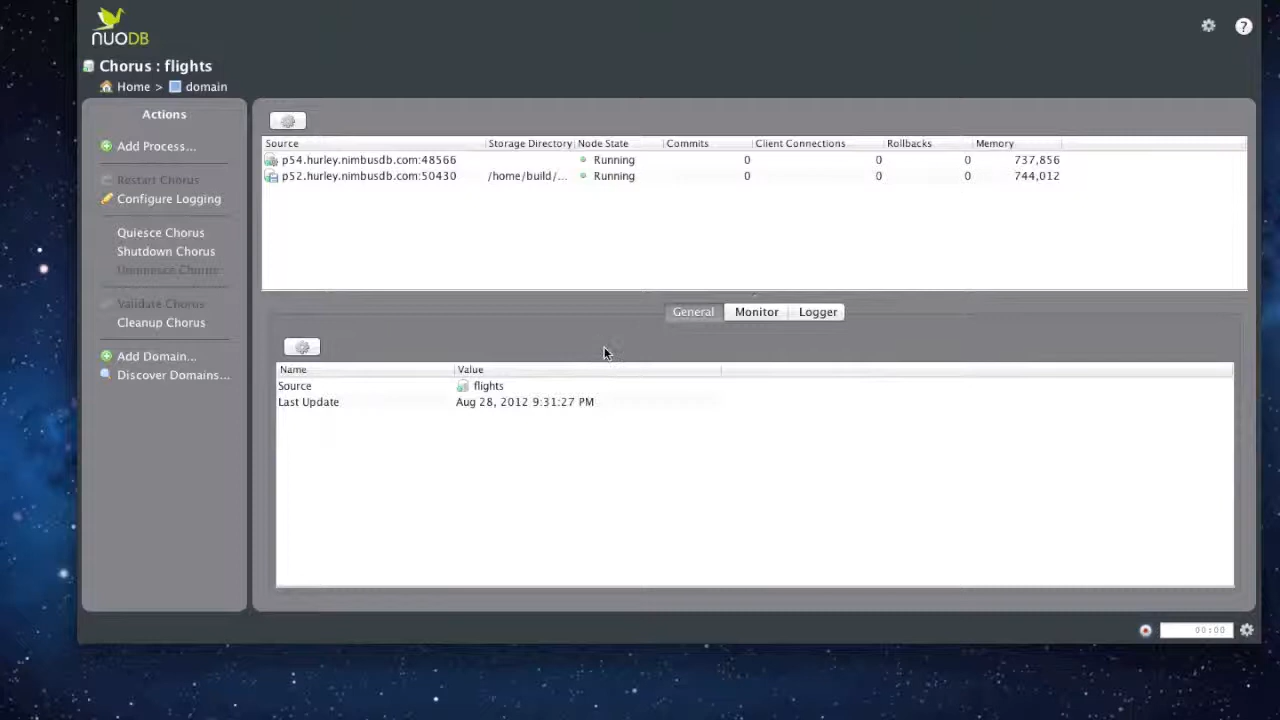 NUODB
Chorus : flights
Home > domain
Actions
Add Process...
Restart Chorus
Configure Logging
Quiesce Chorus
Shutdown Chorus
Unquiesce Chorus
Validate Chorus
Cleanup Chorus
Add Domain...
Discover Domains...
Source Storage Directory Node State Commits Client Connections Rollbacks Memory
p54.hurley.nimbusdb.com:48566 Running 0 0 0 737,856
p52.hurley.nimbusdb.com:50430 /home/build/... Running 0 0 0 744,012
General Monitor Logger
Name Value
Source flights
Last Update Aug 28, 2012 9:31:27 PM
00:00